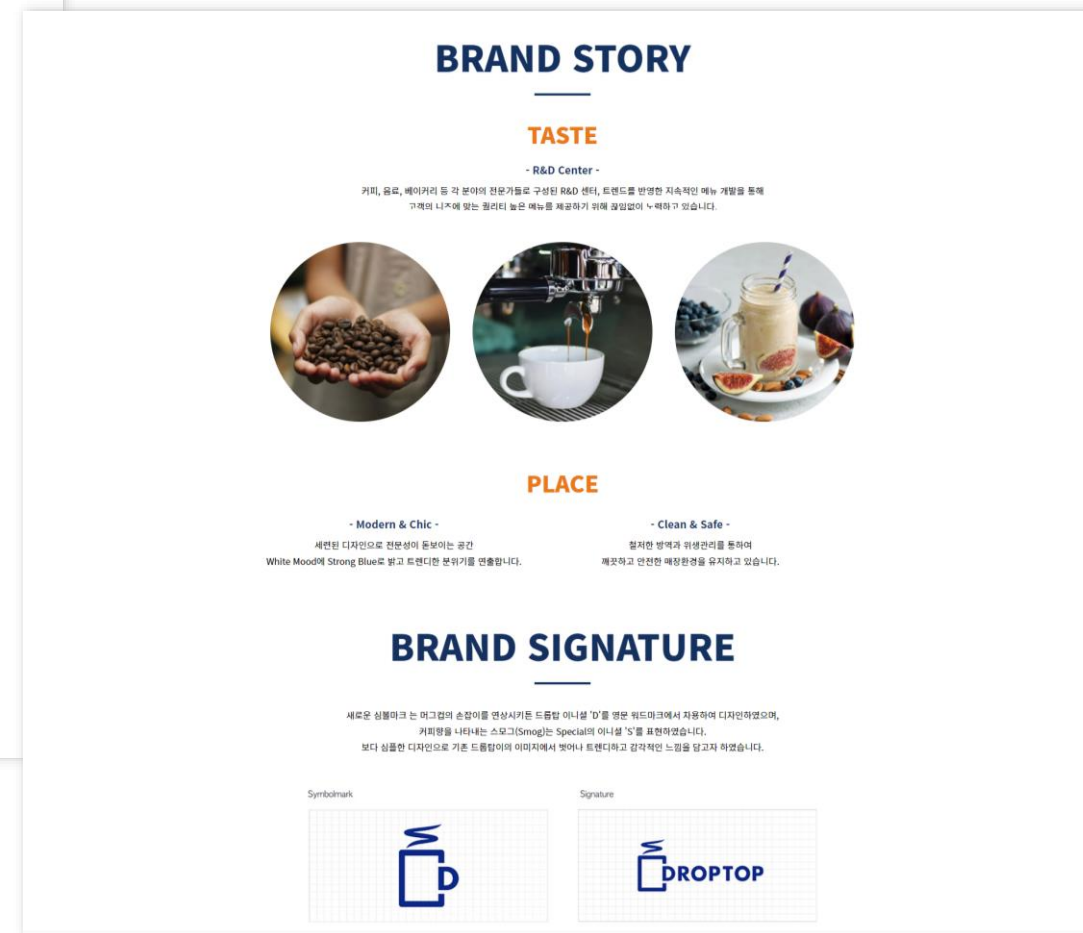 BRAND STORY
TASTE
- R&D Center -
커피, 음료, 베이커리 등 각 분야의 전문가들로 구성된 R&D 센터, 트렌드를 반영한 지속적인 메뉴 개발을 통해
고객의 니즈에 맞는 퀄리티 높은 메뉴를 제공하기 위해 끊임없이 노력하고 있습니다.
PLACE
- Modern & Chic -
세련된 디자인으로 전문성이 돋보이는 공간
White Mood에 Strong Blue로 밝고 트렌디한 분위기를 연출합니다.
- Clean & Safe -
철저한 방역과 위생관리를 통하여
깨끗하고 안전한 매장환경을 유지하고 있습니다.
BRAND SIGNATURE
새로운 심볼마크 는 머그컵의 손잡이를 연상시키든 드롭탑 이니셜 'D'를 영문 워드마크에서 차용하여 디자인하였으며,
커피향을 나타내는 스모그(Smog)는 Special의 이니셜 'S'를 표현하였습니다.
보다 심플한 디자인으로 기존 드롭탑이의 이미지에서 벗어나 트렌디하고 감각적인 느낌을 담고자 하였습니다.
Symbolmark
Signature
D
DROPTOP